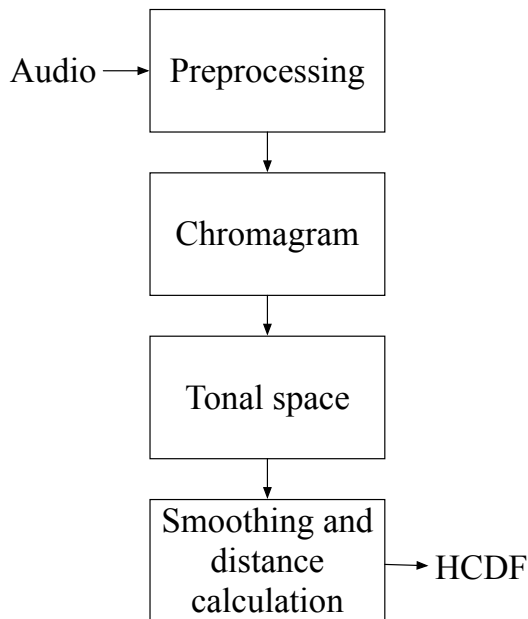 Audio
Preprocessing
Chromagram
Tonal space
Smoothing and
distance
calculation
HCDF